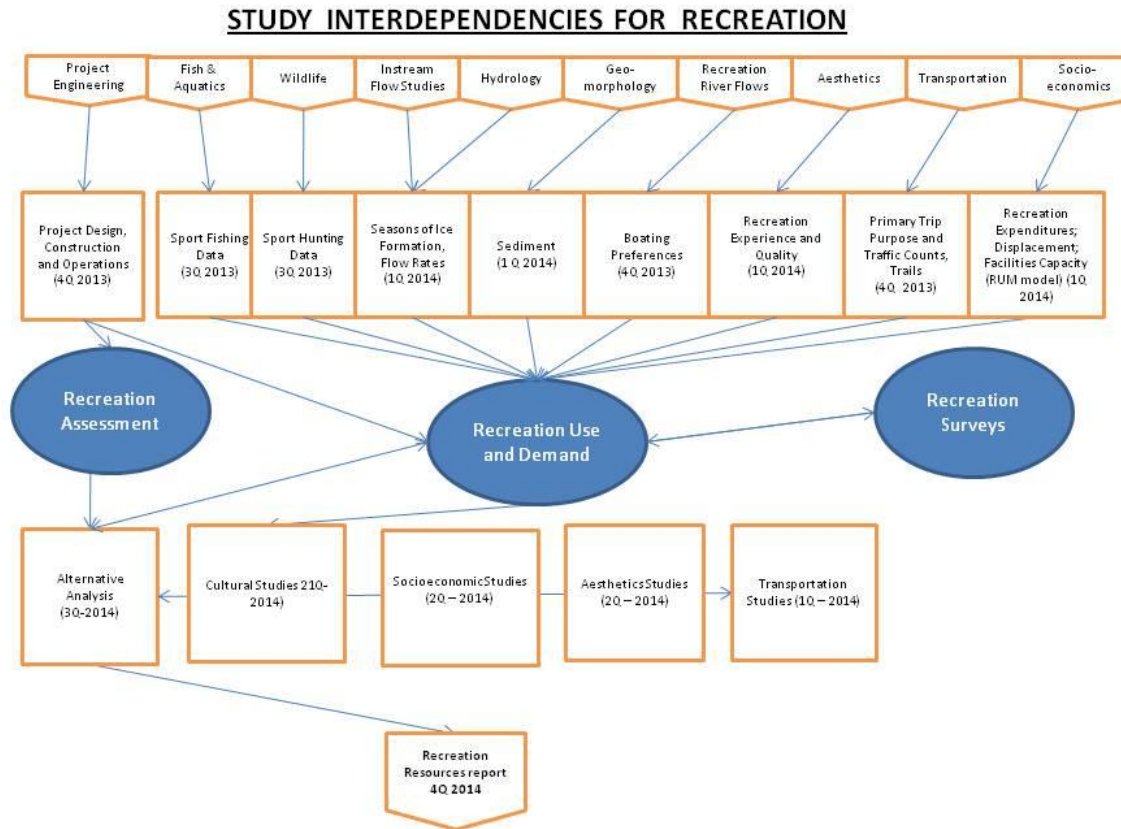 STUDY INTERDEPENDENCIES FOR RECREATION
Project
Engineering
Fish &
Aquatics
Wildlife
Instream
Flow Studies
Hydrology
Geo-
morphology
Recreation
River Flows
Aesthetics
Transportation
Socio-
economics
Project Design,
Construction
and Operations
(4Q 2013)
Sport Fishing
Data
(3Q 2013)
Sport Hunting
Data
(3Q 2013)
Seasons of Ice
Formation,
Flow Rates
(1Q 2014)
Sediment
(1Q 2014)
Boating
Preferences
(4Q 2013)
Recreation
Experience and
Quality
(1Q 2014)
Primary Trip
Purpose and
Traffic Counts,
Trails
(4Q 2013)
Recreation
Expenditures;
Displacement;
Facilities Capacity
(RUM model) (1Q
2014)
Recreation
Assessment
Recreation Use
and Demand
Recreation
Surveys
Alternative
Analysis
(3Q-2014)
Cultural Studies 21Q-
2014)
Socioeconomic Studies
(2Q – 2014)
Aesthetics Studies
(2Q – 2014)
Transportation
Studies (1Q – 2014)
Recreation
Resources report
4Q 2014